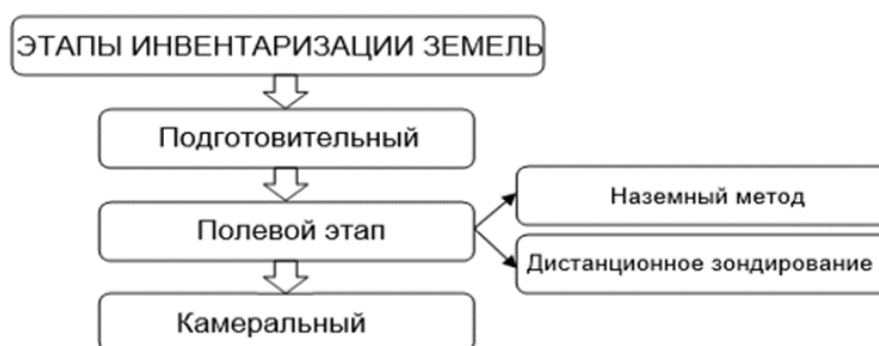 ЭТАПЫ ИНВЕНТАРИЗАЦИИ ЗЕМЕЛЬ
Подготовительный
Полевой этап
Наземный метод
Дистанционное зондирование
Камеральный